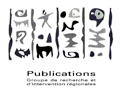 Publications
Groupe de recherche et
d'intervention régionales